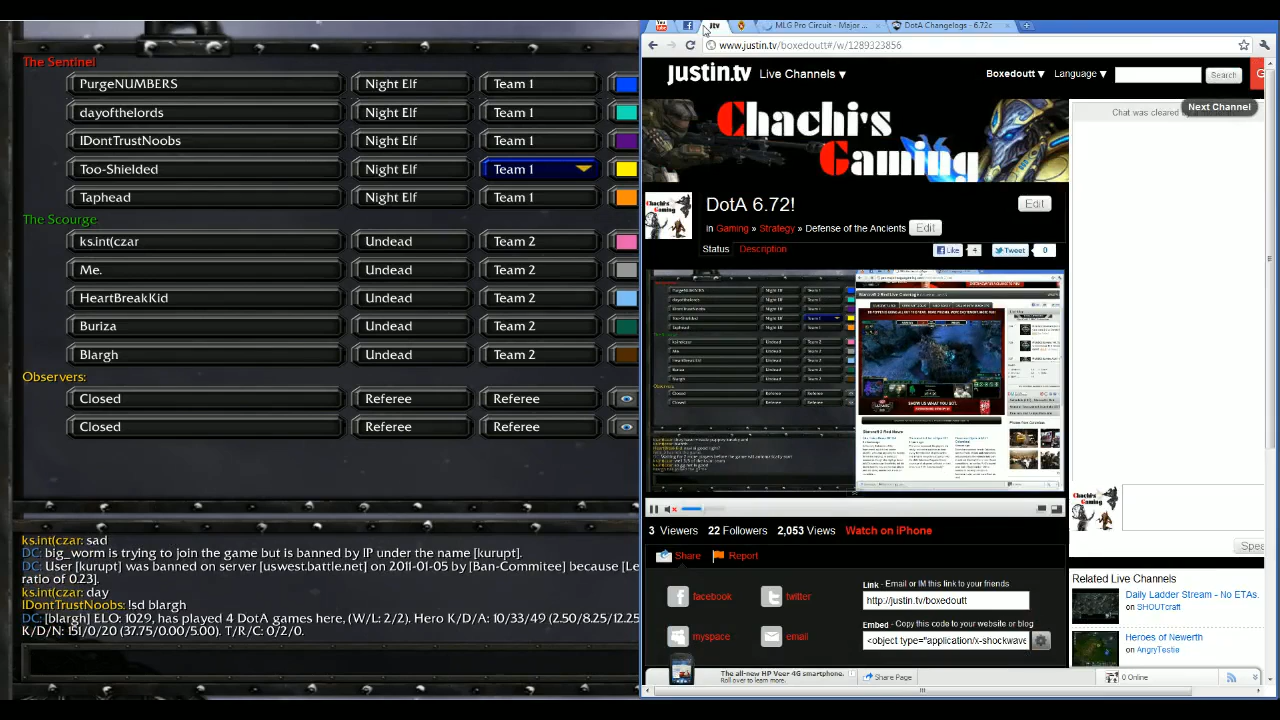 The Sentinel
PurgeNUMBERS Night Elf Team 1
dayofthelords Night Elf Team 1
IDontTrustNoobs Night Elf Team 1
Too-Shielded Night Elf Team 1
Taphead Night Elf Team 1
The Scourge
ks.int(czar Undead Team 2
Me. Undead Team 2
Undead Team 2
Undead Team 2
Blargh Undead Team 2
Observers:
Closed Referee Referee
Closed Referee Referee
ks.int(czar: sad
DC: big_worm is trying to join the game but is banned by IP under the name [kurupt].
DC: User [kurupt] was banned on server [uswest.battle.net] on 2011-01-05 by [Ban-Commitee] because [Le
ratio of 0.23].
ks.int(czar: day
IDontTrustNoobs: !sd blargh
DC: [blargh] ELO: 1029, has played 4 DotA games here, (W/L: 2/2). Hero K/D/A: 10/33/49 (2.50/8.25/12.25
K/D/N: 151/0/20 (37.75/0.00/5.00). T/R/C: 0/2/0.
jtv
MLG Pro Circuit - Major ...
DotA Changelogs - 6.72c
www.justin.tv/boxedoutt#/w/1289323856
justin.tv Live Channels ▾ Boxedoutt ▾ Language ▾ Search
Next Channel
Chat was cleared by
Chachi's
Gaming
DotA 6.72! Edit
in Gaming » Strategy » Defense of the Ancients Edit
Status Description Like 4 Tweet 0
3 Viewers 22 Followers 2,053 Views Watch on iPhone
Share Report
facebook twitter
myspace email
Link - Email or IM this link to your friends
http://justin.tv/boxedoutt
Embed - Copy this code to your website or blog
<object type="application/x-shockwave
Chachi's
Gaming
Related Live Channels
Daily Ladder Stream - No ETAs.
on SHOUTcraft
Heroes of Newerth
on AngryTestie
The all-new HP Veer 4G smartphone.
Roll over to learn more.
Share Page
0 Online